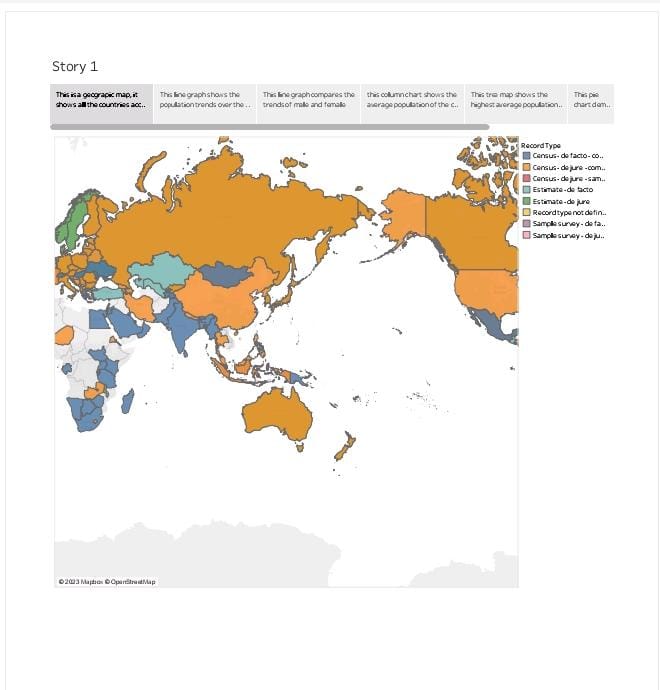 Story 1
This is a geograpic map, it
shows all the countries acc..
This line graph shows the
population trends over the ..
This line graph compares the
trends of male and female
this column chart shows the
average population of the c..
This tree map shows the
highest average population..
This pie
chart dem..
Record Type
Census - de facto - co..
Census - de jure - com..
Census - de jure - sam..
Estimate - de facto
Estimate - de jure
Record type not defin..
Sample survey - de fa..
Sample survey - de ju..
© 2023 Mapbox © OpenStreetMap